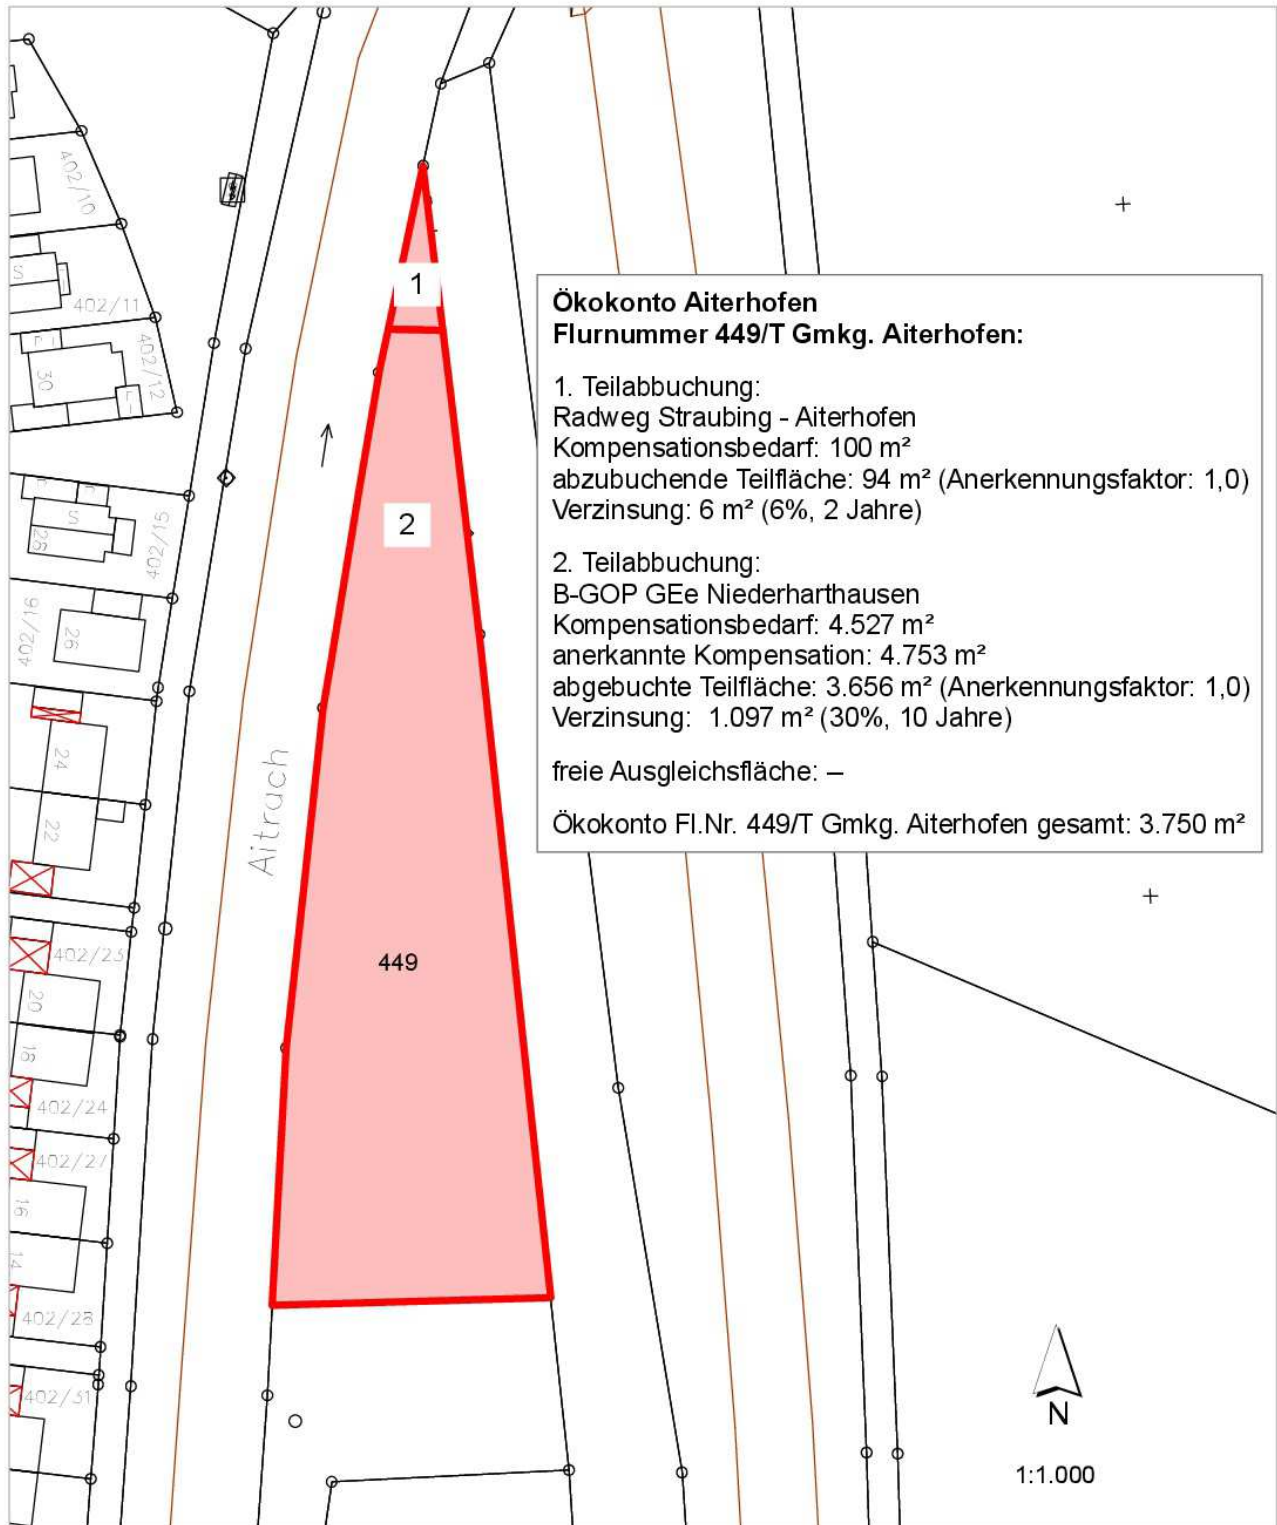 402/10
S
402/11
402/12
30
1
Ökokonto Aiterhofen
Flurnummer 449/T Gmkg. Aiterhofen:
1. Teilabbuchung:
Radweg Straubing - Aiterhofen
Kompensationsbedarf: 100 m²
abzubuchende Teilfläche: 94 m² (Anerkennungsfaktor: 1,0)
Verzinsung: 6 m² (6%, 2 Jahre)
2. Teilabbuchung:
B-GOP GEe Niederharthausen
Kompensationsbedarf: 4.527 m²
anerkannte Kompensation: 4.753 m²
abgebuchte Teilfläche: 3.656 m² (Anerkennungsfaktor: 1,0)
Verzinsung: 1.097 m² (30%, 10 Jahre)
freie Ausgleichsfläche: –
Ökokonto Fl.Nr. 449/T Gmkg. Aiterhofen gesamt: 3.750 m²
2
S
402/15
402/16
26
24
22
Aitrach
449
402/23
20
18
402/24
402/27
16
14
402/28
402/31
N
1:1.000